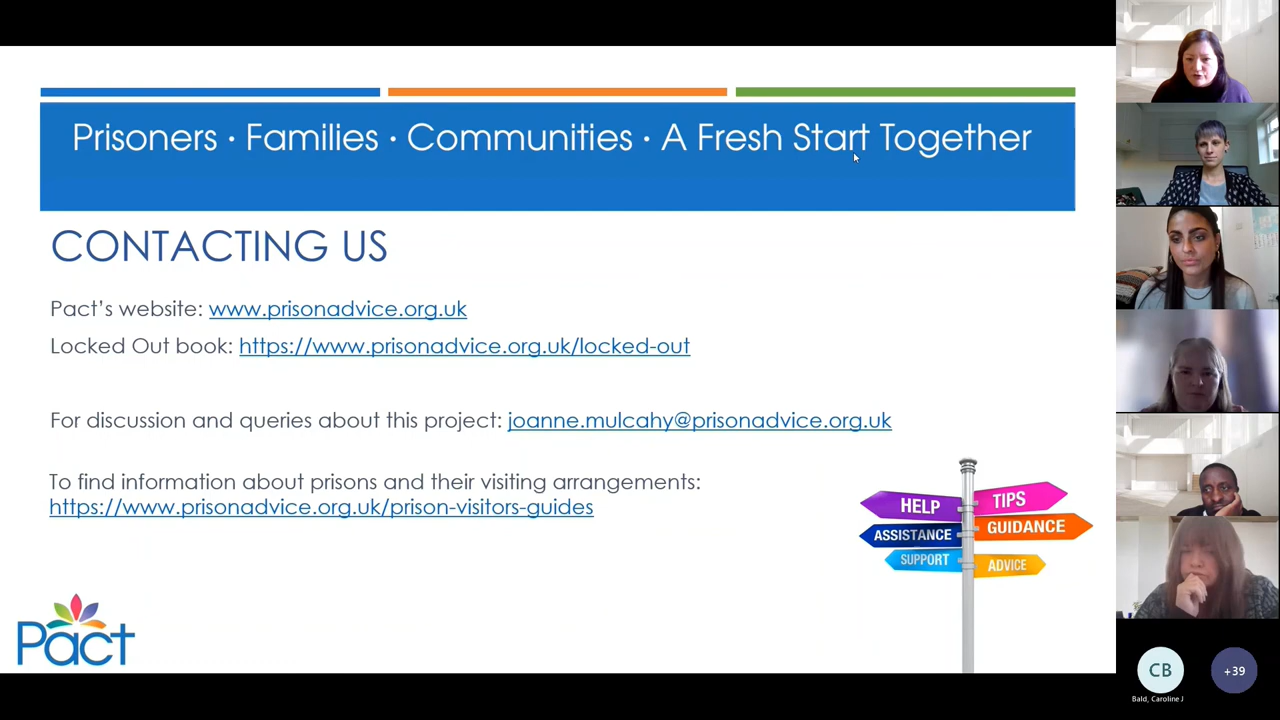 Prisoners · Families · Communities · A Fresh Start Together
CONTACTING US
Pact’s website: www.prisonadvice.org.uk
Locked Out book: https://www.prisonadvice.org.uk/locked-out
For discussion and queries about this project: joanne.mulcahy@prisonadvice.org.uk
To find information about prisons and their visiting arrangements:
https://www.prisonadvice.org.uk/prison-visitors-guides
HELP
TIPS
ASSISTANCE
GUIDANCE
SUPPORT
ADVICE
Pact
CB
+39
Bald, Caroline J